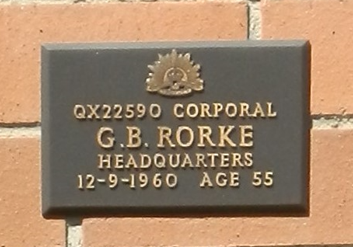 QX22590 CORPORAL
G.B. RORKE
HEADQUARTERS
12-9-1960 AGE 55